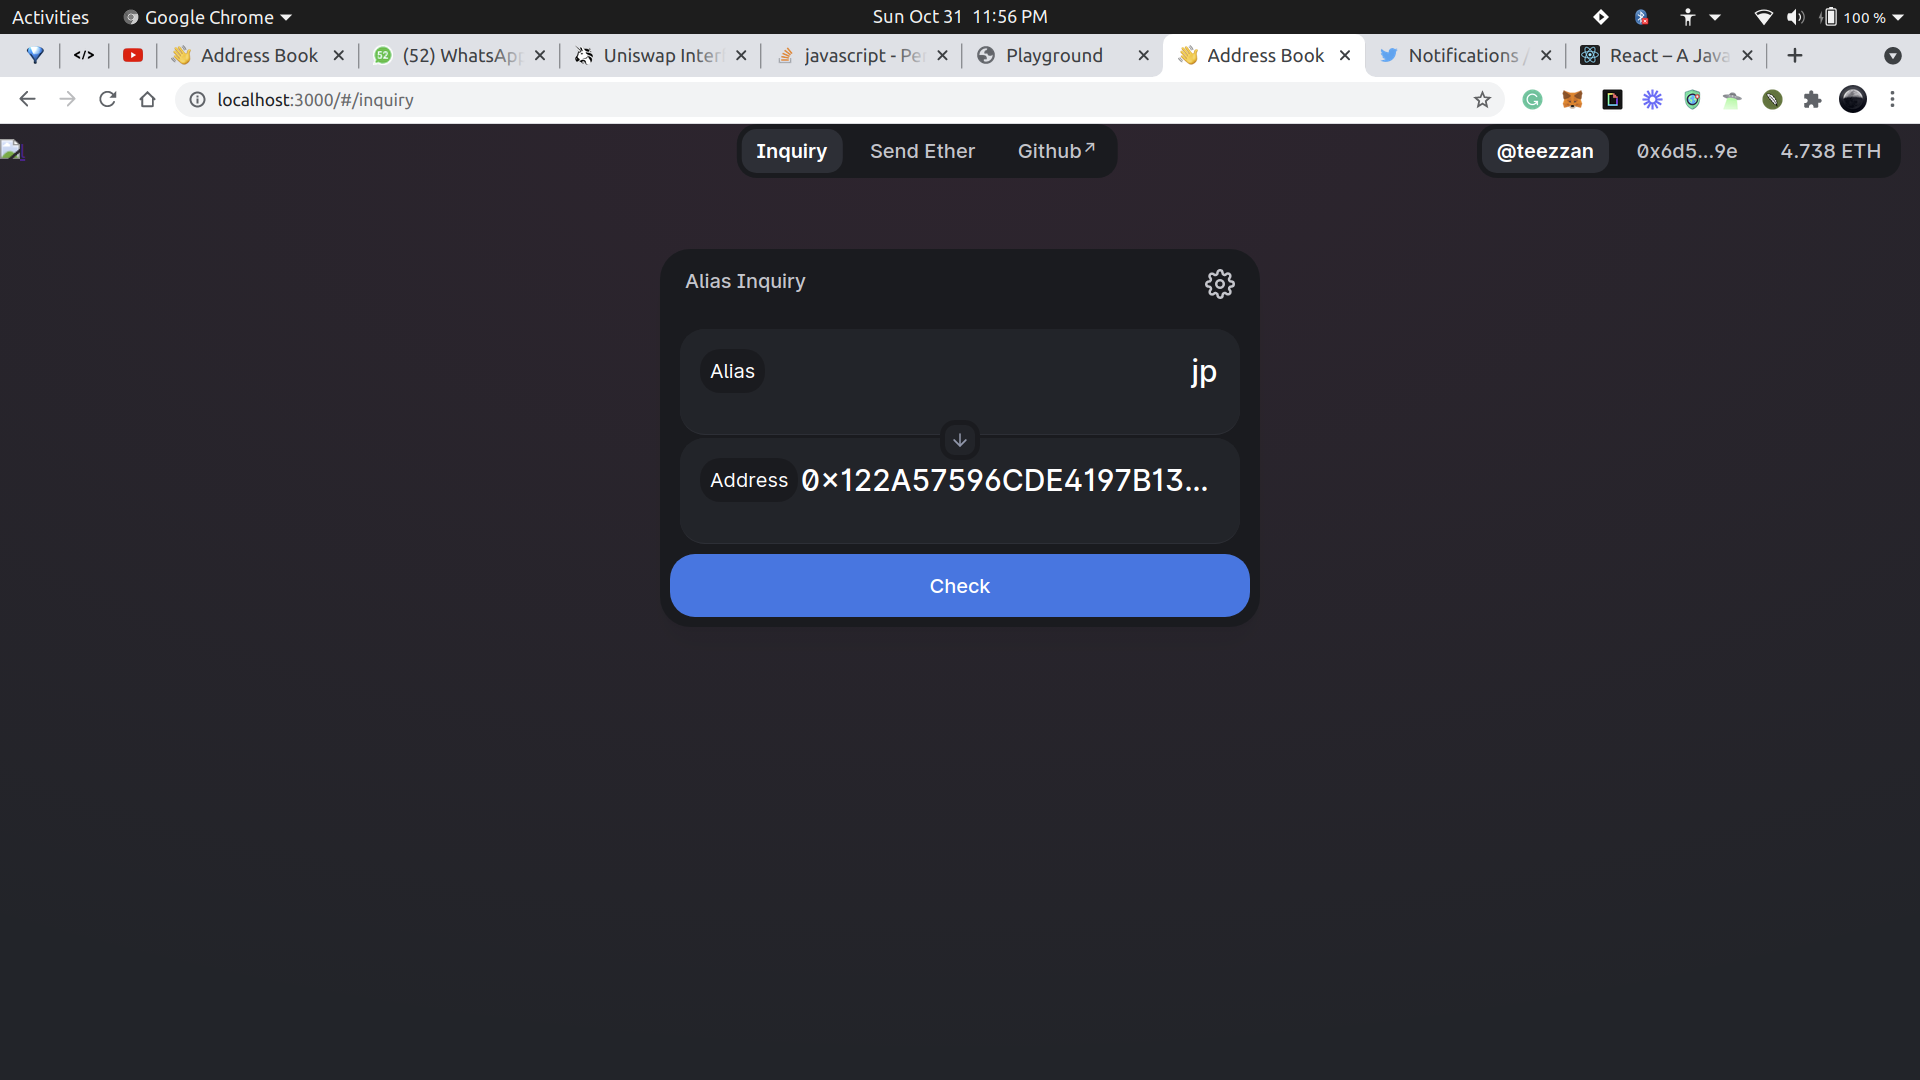 Activities Google Chrome Sun Oct 31 11:56 PM 100 %
</> Address Book 52 (52) WhatsApp Uniswap Inter javascript - Pe Playground Address Book Notifications / React – A Java
localhost:3000/#/inquiry
Inquiry Send Ether Github↗ @teezzan 0x6d5...9e 4.738 ETH
Alias Inquiry
Alias jp
Address 0×122A57596CDE4197B13...
Check